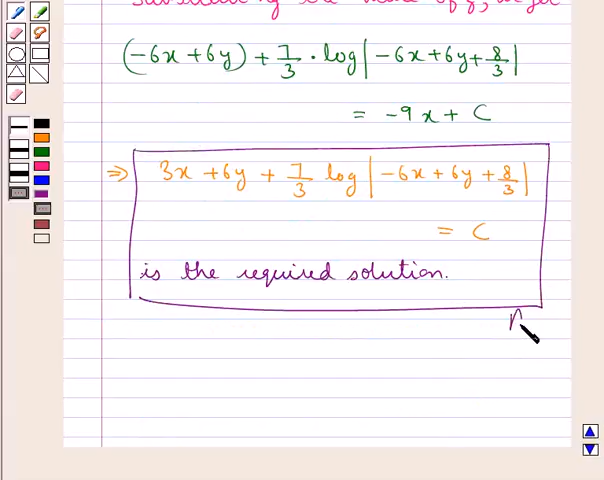 (-6x + 6y) + 7/3 · log| -6x + 6y + 8/3 |
= -9x + C
⇒ 3x + 6y + 7/3 log| -6x + 6y + 8/3 |
= C
is the required solution.